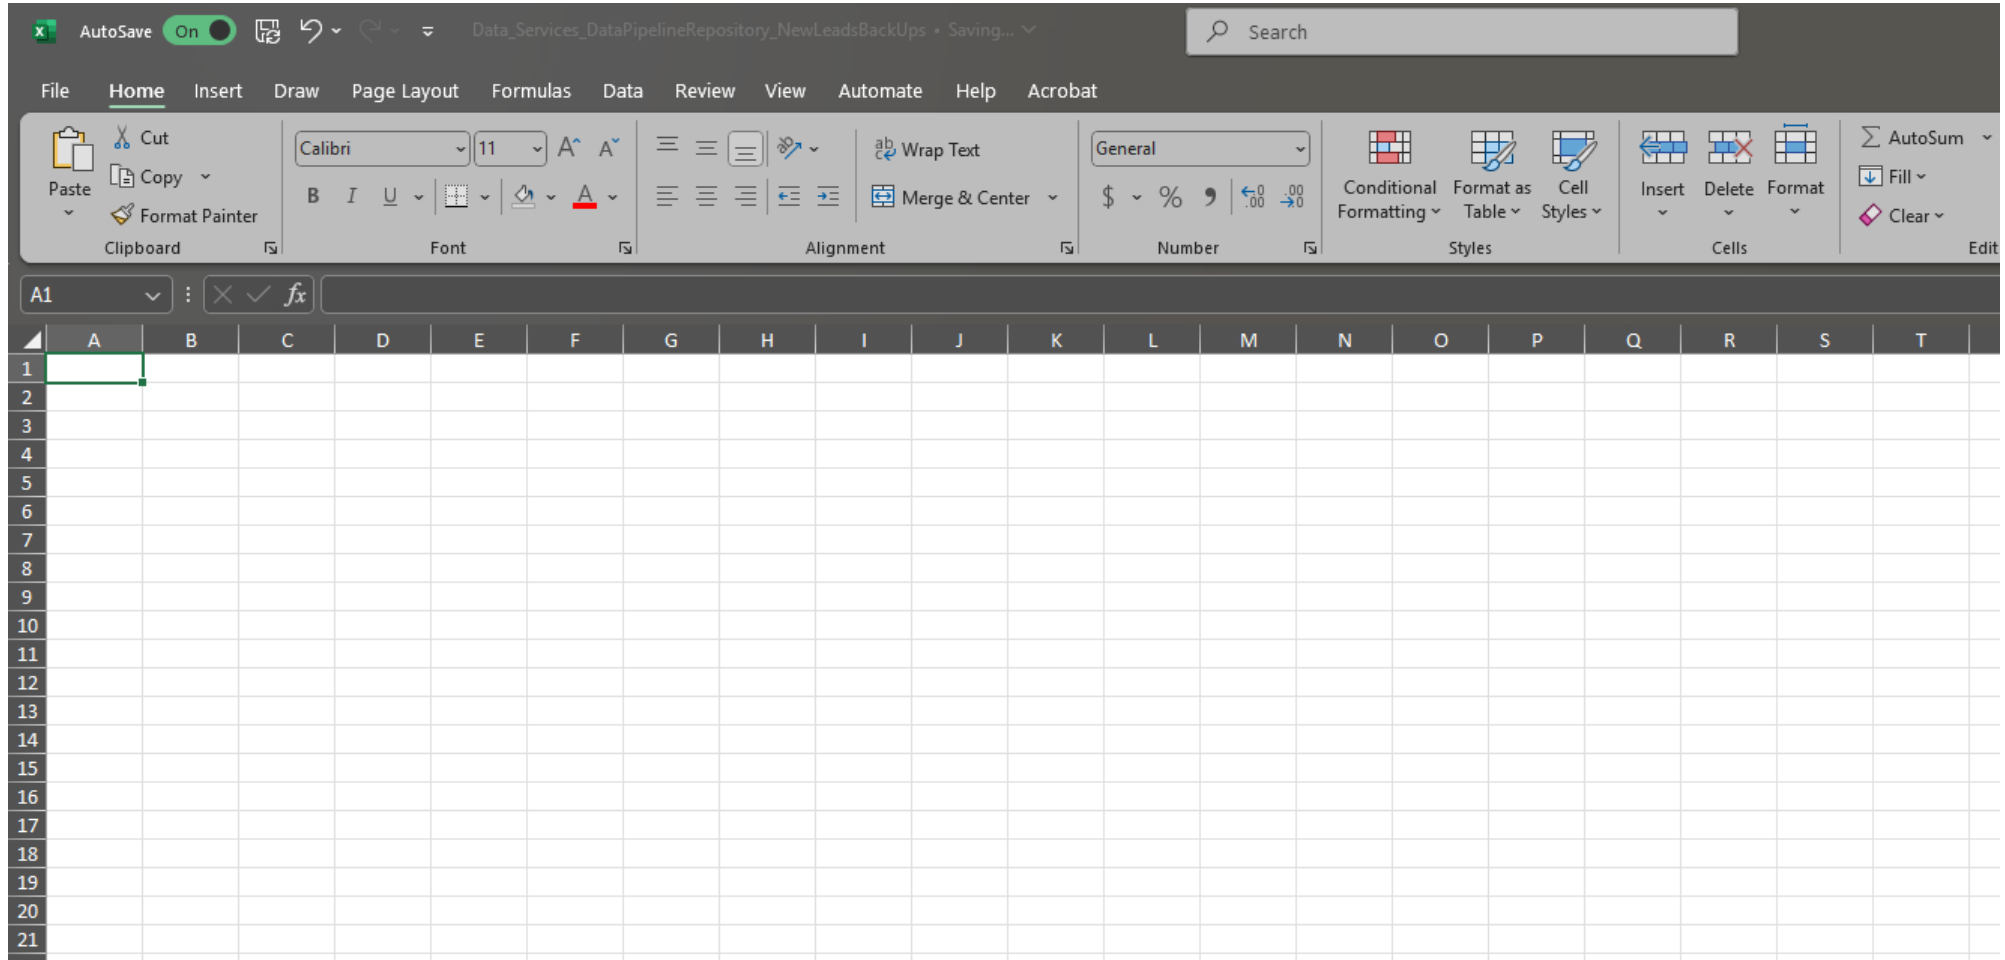 AutoSave On Data_Services_DataPipelineRepository_NewLeadsBackUps • Saving... Search
File Home Insert Draw Page Layout Formulas Data Review View Automate Help Acrobat
Paste
Cut
Copy
Format Painter
Clipboard
Calibri 11
B I U A
Font
Wrap Text
Merge & Center
Alignment
General
$ %
Number
Conditional Formatting
Format as Table
Cell Styles
Styles
Insert Delete Format
Cells
AutoSum
Fill
Clear
Edit
A1 fx
A B C D E F G H I J K L M N O P Q R S T
1
2
3
4
5
6
7
8
9
10
11
12
13
14
15
16
17
18
19
20
21